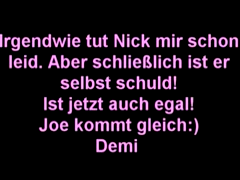 Irgendwie tut Nick mir schon
leid. Aber schließlich ist er
selbst schuld!
Ist jetzt auch egal!
Joe kommt gleich:)
Demi